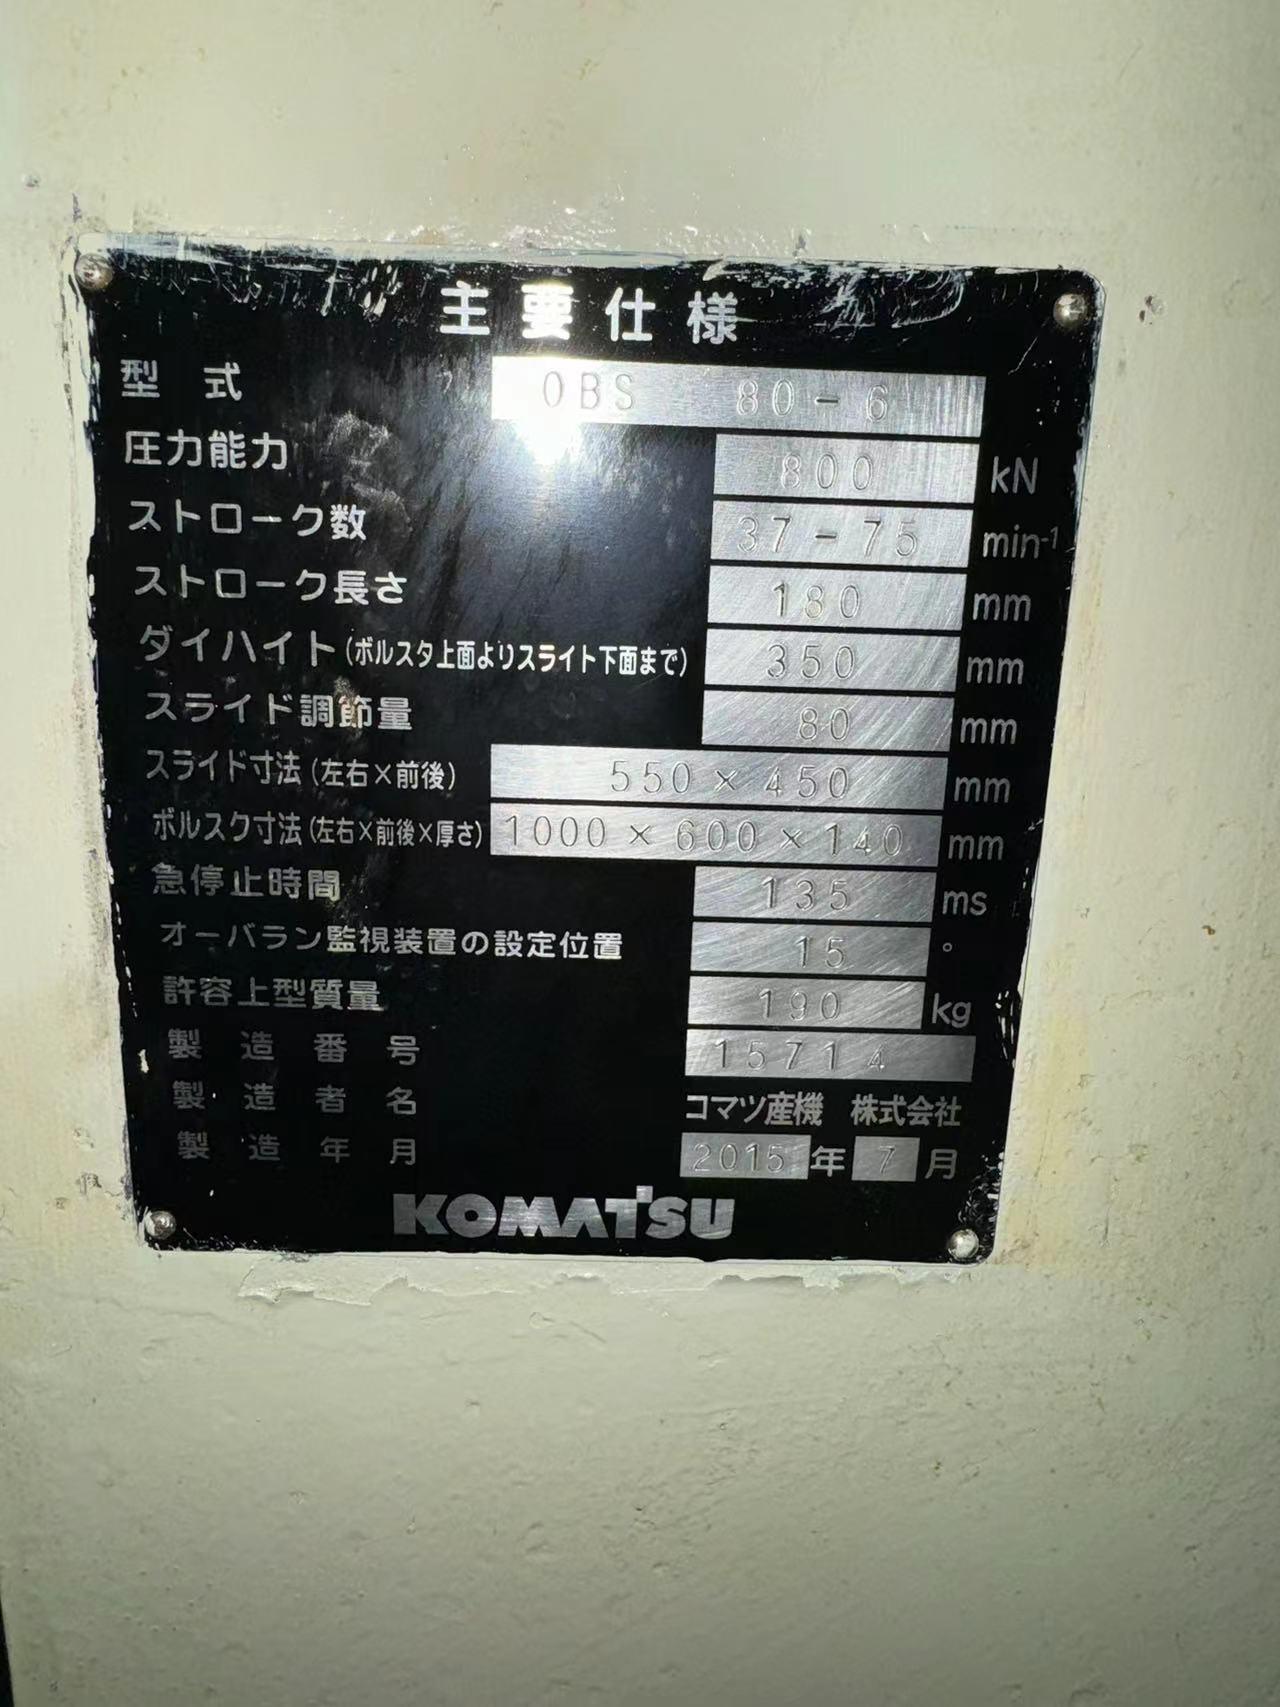 主要仕様
型式 OBS 80-6
圧力能力 800 kN
ストローク数 37-75 min-1
ストローク長さ 180 mm
ダイハイト(ボルスタ上面よりスライト下面まで) 350 mm
スライド調節量 80 mm
スライド寸法(左右×前後) 550×450 mm
ボルスク寸法(左右×前後×厚さ) 1000×600×140 mm
急停止時間 135 ms
オーバラン監視装置の設定位置 15 °
許容上型質量 190 kg
製造番号 15714
製造者名 コマツ産機 株式会社
製造年月 2015年7月
KOMATSU